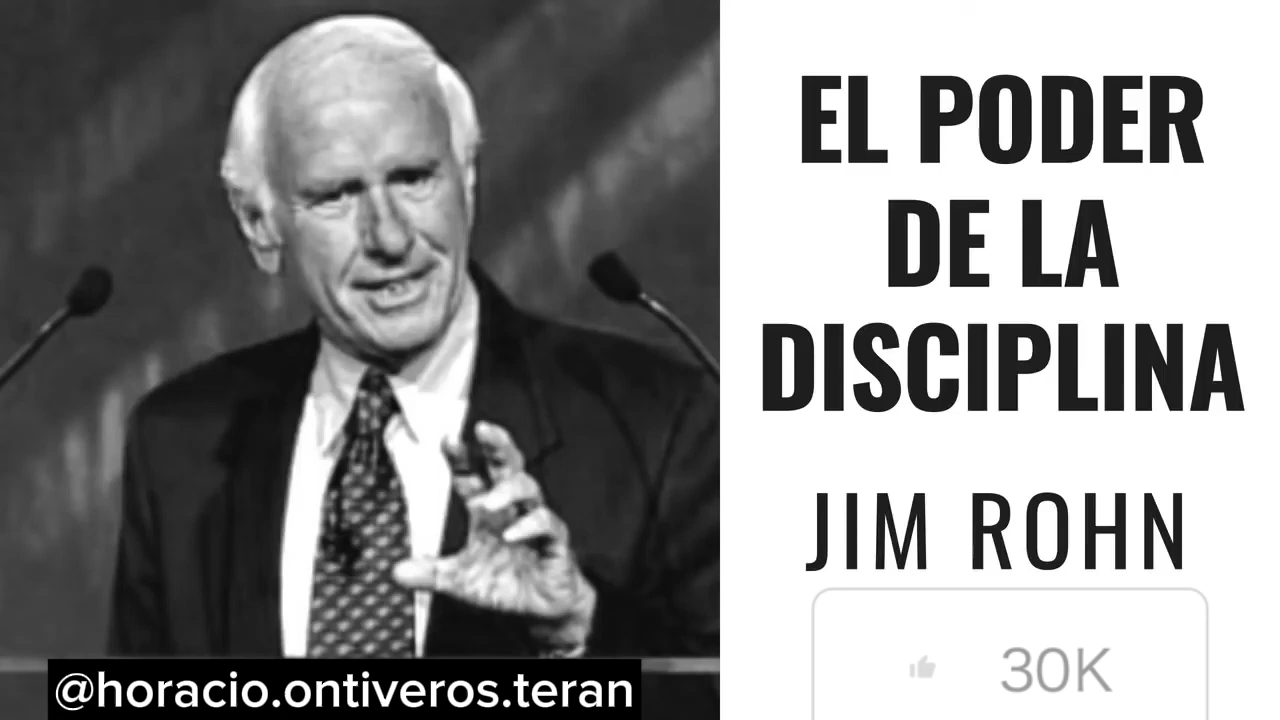 EL PODER
DE LA
DISCIPLINA
JIM ROHN
30K
@horacio.ontiveros.teran